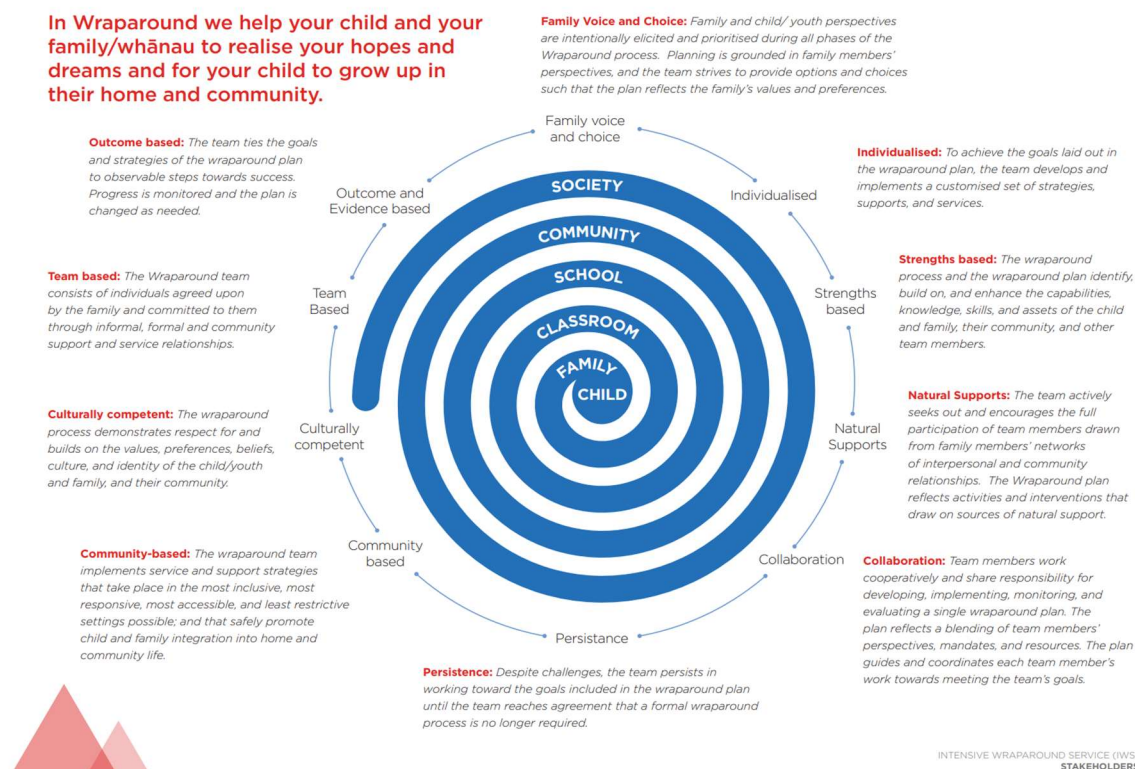 In Wraparound we help your child and your
family/whānau to realise your hopes and
dreams and for your child to grow up in
their home and community.
Family Voice and Choice: Family and child/ youth perspectives
are intentionally elicited and prioritised during all phases of the
Wraparound process. Planning is grounded in family members'
perspectives, and the team strives to provide options and choices
such that the plan reflects the family's values and preferences.
Outcome based: The team ties the goals
and strategies of the wraparound plan
to observable steps towards success.
Progress is monitored and the plan is
changed as needed.
Team based: The Wraparound team
consists of individuals agreed upon
by the family and committed to them
through informal, formal and community
support and service relationships.
Culturally competent: The wraparound
process demonstrates respect for and
builds on the values, preferences, beliefs,
culture, and identity of the child/youth
and family, and their community.
Community-based: The wraparound team
implements service and support strategies
that take place in the most inclusive, most
responsive, most accessible, and least restrictive
settings possible; and that safely promote
child and family integration into home and
community life.
Family voice
and choice
Individualised
Strengths
based
Natural
Supports
Collaboration
Persistance
Community
based
Culturally
competent
Team
Based
Outcome and
Evidence based
SOCIETY
COMMUNITY
SCHOOL
CLASSROOM
FAMILY
CHILD
Individualised: To achieve the goals laid out in
the wraparound plan, the team develops and
implements a customised set of strategies,
supports, and services.
Strengths based: The wraparound
process and the wraparound plan identify,
build on, and enhance the capabilities,
knowledge, skills, and assets of the child
and family, their community, and other
team members.
Natural Supports: The team actively
seeks out and encourages the full
participation of team members drawn
from family members' networks
of interpersonal and community
relationships. The Wraparound plan
reflects activities and interventions that
draw on sources of natural support.
Collaboration: Team members work
cooperatively and share responsibility for
developing, implementing, monitoring, and
evaluating a single wraparound plan. The
plan reflects a blending of team members'
perspectives, mandates, and resources. The plan
guides and coordinates each team member's
work towards meeting the team's goals.
Persistence: Despite challenges, the team persists in
working toward the goals included in the wraparound plan
until the team reaches agreement that a formal wraparound
process is no longer required.
INTENSIVE WRAPAROUND SERVICE (IWS
STAKEHOLDERS